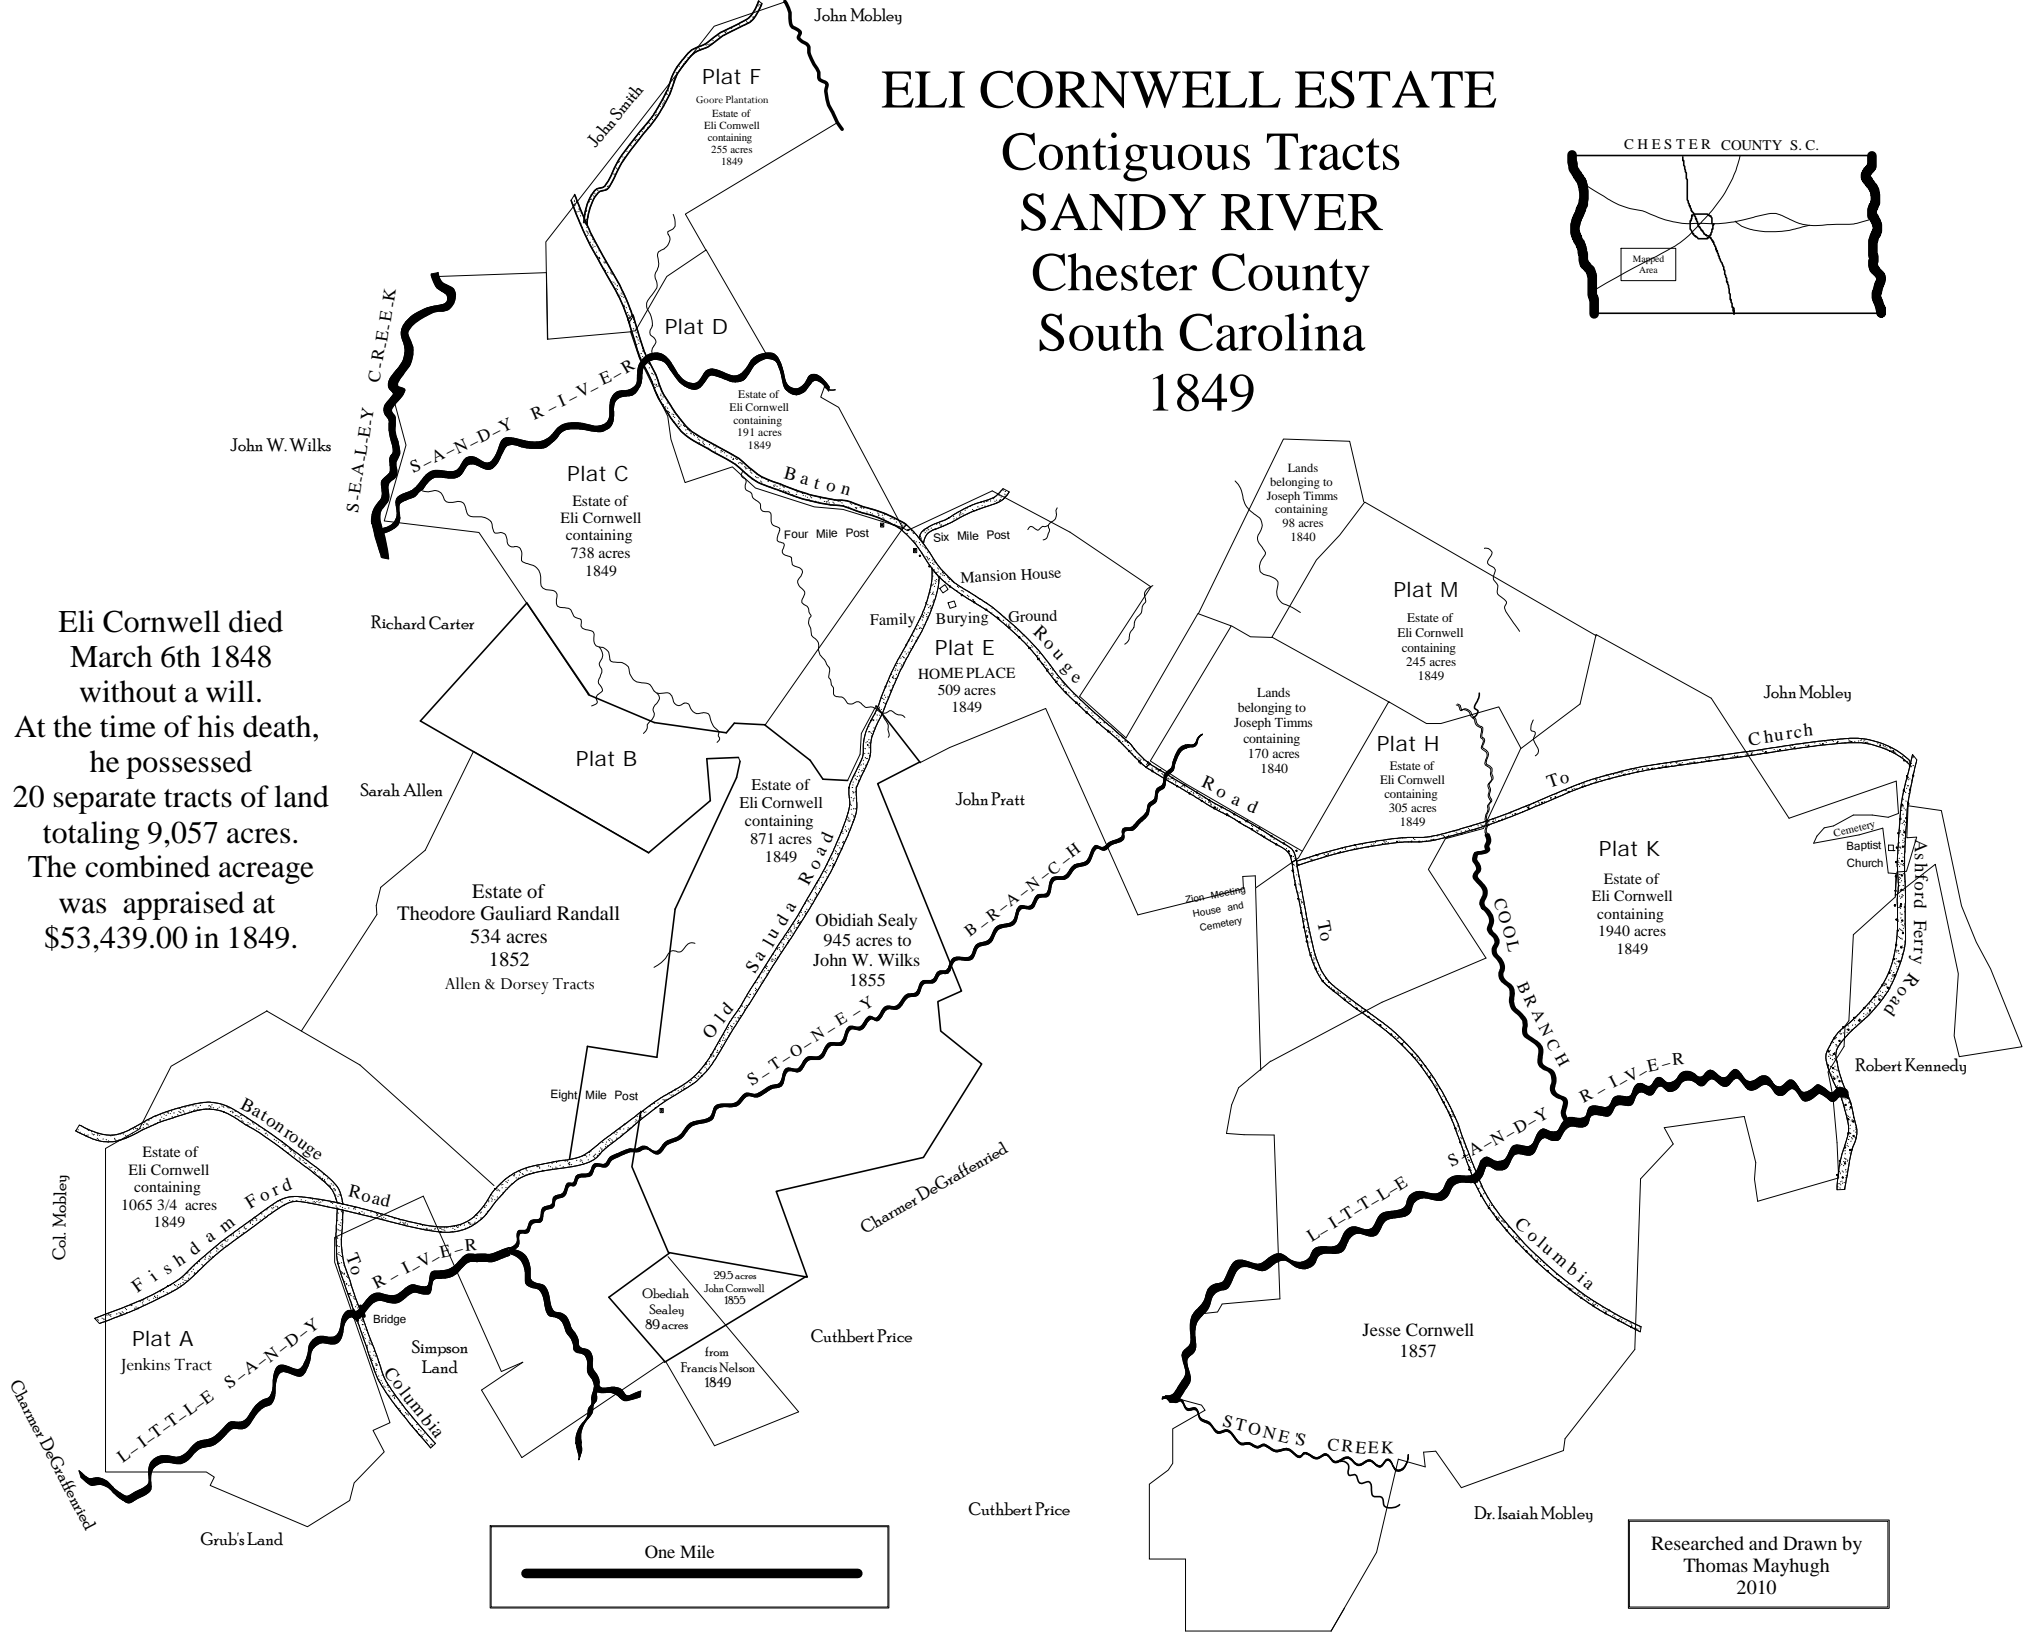 John Mobley
ELI CORNWELL ESTATE
Contiguous Tracts
SANDY RIVER
Chester County
South Carolina
1849
CHESTER COUNTY S.C.
Mapped
Area
Plat F
Goore Plantation
Estate of
Eli Cornwell
containing
255 acres
1849
John Smith
Plat D
Estate of
Eli Cornwell
containing
191 acres
1849
S-E-A-L-E-Y C-R-E-E-K
S-A-N-D-Y R-I-V-E-R
John W. Wilks
Plat C
Estate of
Eli Cornwell
containing
738 acres
1849
Baton Rouge Road
Four Mile Post
Six Mile Post
Mansion House
Family Burying Ground
Plat E
HOME PLACE
509 acres
1849
Lands
belonging to
Joseph Timms
containing
98 acres
1840
Plat M
Estate of
Eli Cornwell
containing
245 acres
1849
Eli Cornwell died
March 6th 1848
without a will.
At the time of his death,
he possessed
20 separate tracts of land
totaling 9,057 acres.
The combined acreage
was appraised at
$53,439.00 in 1849.
Richard Carter
Sarah Allen
Plat B
Estate of
Eli Cornwell
containing
871 acres
1849
John Pratt
Lands
belonging to
Joseph Timms
containing
170 acres
1840
Plat H
Estate of
Eli Cornwell
containing
305 acres
1849
John Mobley
To Church
Plat K
Estate of
Eli Cornwell
containing
1940 acres
1849
Cemetery
Baptist
Church
Ashford Ferry Road
Estate of
Theodore Gauliard Randall
534 acres
1852
Allen & Dorsey Tracts
Old Saluda Road
Obidiah Sealy
945 acres to
John W. Wilks
1855
S-T-O-N-E-Y B-R-A-N-C-H
Zion Meeting
House and
Cemetery
To Columbia
COOL BRANCH
Robert Kennedy
L-I-T-T-L-E S-A-N-D-Y R-I-V-E-R
Eight Mile Post
Batonrouge Road
Estate of
Eli Cornwell
containing
1065 3/4 acres
1849
Col. Mobley
Fishdam Ford
To Columbia
Plat A
Jenkins Tract
L-I-T-T-L-E S-A-N-D-Y R-I-V-E-R
Bridge
Simpson
Land
Charmer DeGraffenried
29.5 acres
John Cornwell
1855
Obediah
Sealey
89 acres
from
Francis Nelson
1849
Cuthbert Price
Jesse Cornwell
1857
STONE'S CREEK
Charmer DeGraffenried
Grub's Land
Cuthbert Price
Dr. Isaiah Mobley
One Mile
Researched and Drawn by
Thomas Mayhugh
2010